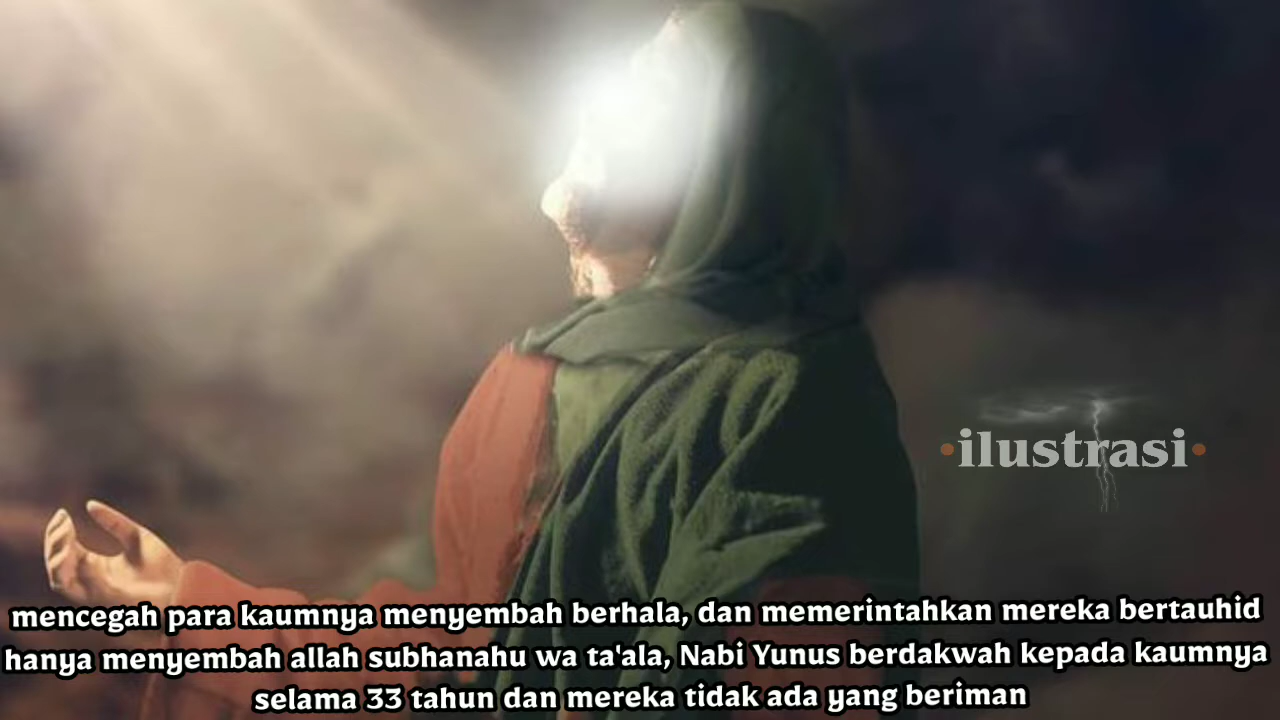 ·ilustrasi·
mencegah para kaumnya menyembah berhala, dan memerintahkan mereka bertauhid
hanya menyembah allah subhanahu wa ta'ala, Nabi Yunus berdakwah kepada kaumnya
selama 33 tahun dan mereka tidak ada yang beriman